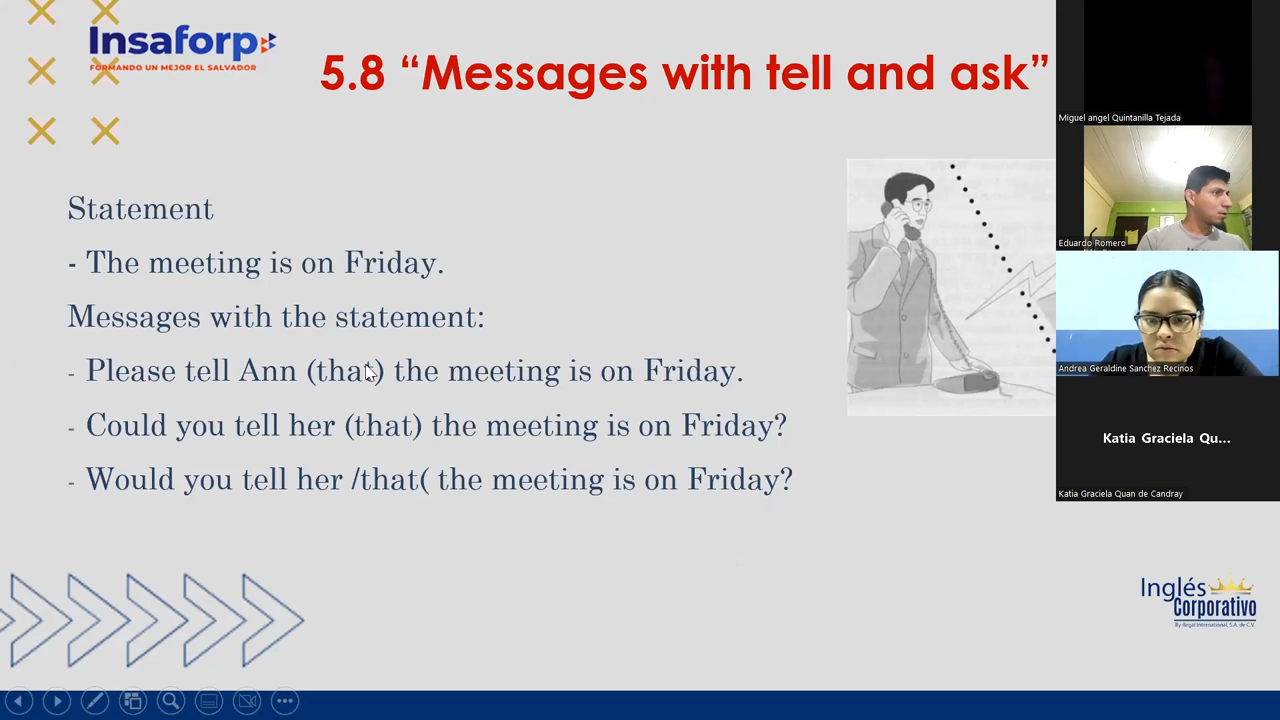 Insaforp
FORMANDO UN MEJOR EL SALVADOR
5.8 “Messages with tell and ask”
Statement
- The meeting is on Friday.
Messages with the statement:
- Please tell Ann (that) the meeting is on Friday.
- Could you tell her (that) the meeting is on Friday?
- Would you tell her /that( the meeting is on Friday?
Miguel angel Quintanilla Tejada
Eduardo Romero
Andrea Geraldine Sanchez Recinos
Katia Graciela Qu...
Katia Graciela Quan de Candray
Inglés
Corporativo
By Regal International, S.A. de C.V.